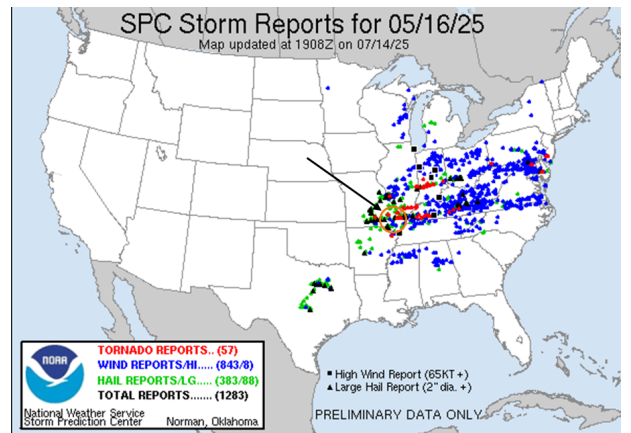 SPC Storm Reports for 05/16/25
Map updated at 1908Z on 07/14/25
NOAA
TORNADO REPORTS.. (57)
WIND REPORTS/HI..... (843/8)
HAIL REPORTS/LG..... (383/88)
TOTAL REPORTS....... (1283)
National Weather Service
Storm Prediction Center Norman, Oklahoma
High Wind Report (65KT +)
Large Hail Report (2" dia. +)
PRELIMINARY DATA ONLY